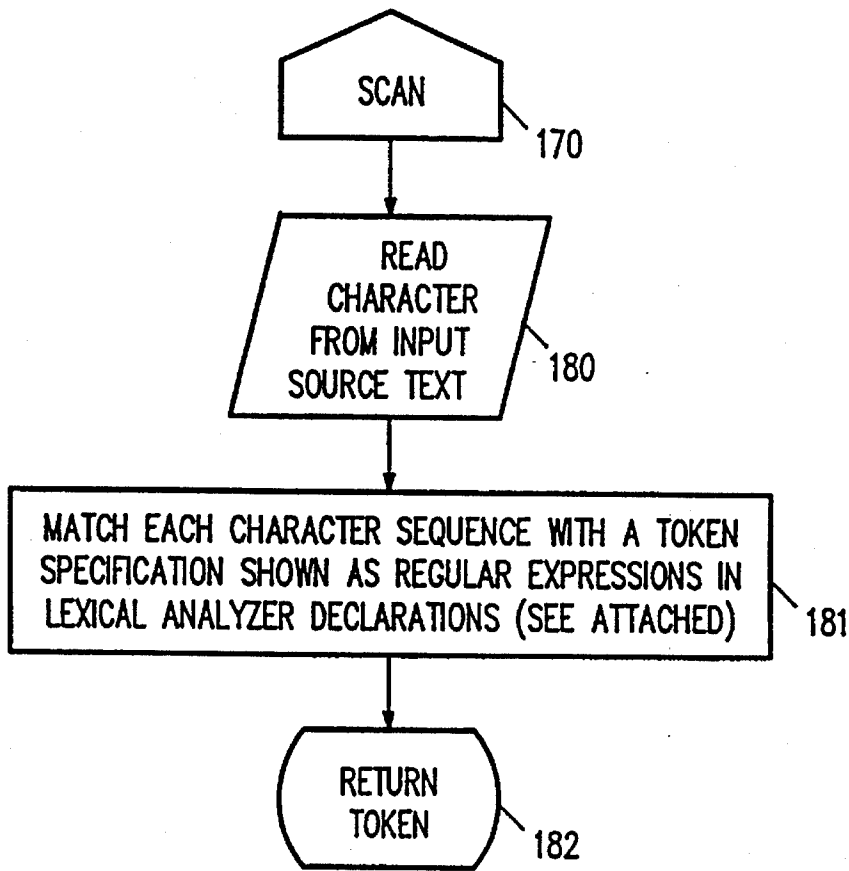 SCAN
170
READ
CHARACTER
FROM INPUT
SOURCE TEXT
180
MATCH EACH CHARACTER SEQUENCE WITH A TOKEN
SPECIFICATION SHOWN AS REGULAR EXPRESSIONS IN
LEXICAL ANALYZER DECLARATIONS (SEE ATTACHED)
181
RETURN
TOKEN
182